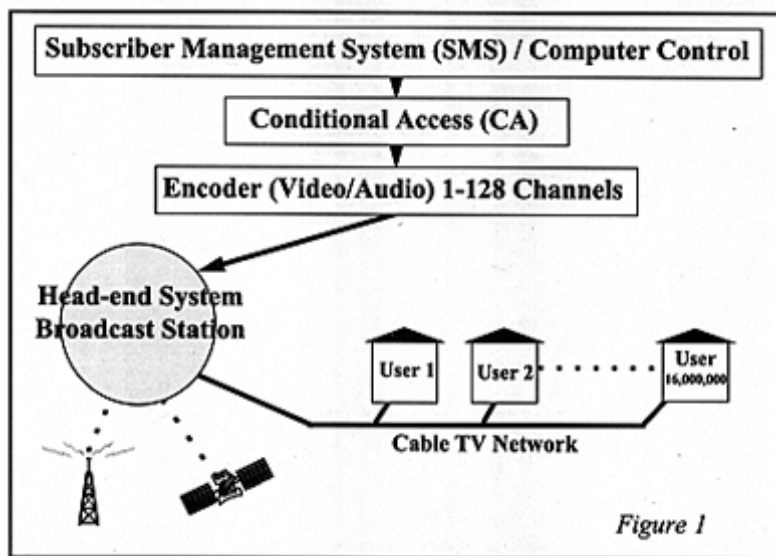 Subscriber Management System (SMS) / Computer Control
Conditional Access (CA)
Encoder (Video/Audio) 1-128 Channels
Head-end System
Broadcast Station
User 1
User 2
User
16,000,000
Cable TV Network
Figure 1